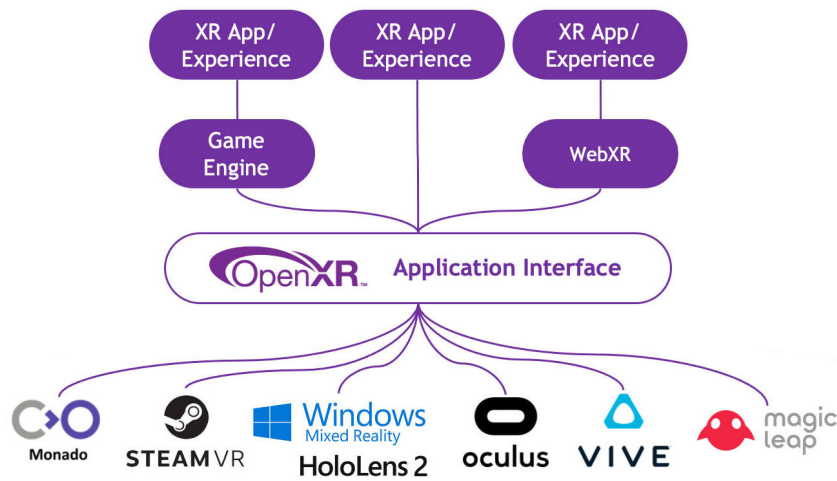 XR App/
Experience
XR App/
Experience
XR App/
Experience
Game
Engine
WebXR
OpenXR™ Application Interface
Monado
STEAMVR
Windows
Mixed Reality
HoloLens 2
oculus
VIVE
magic
leap